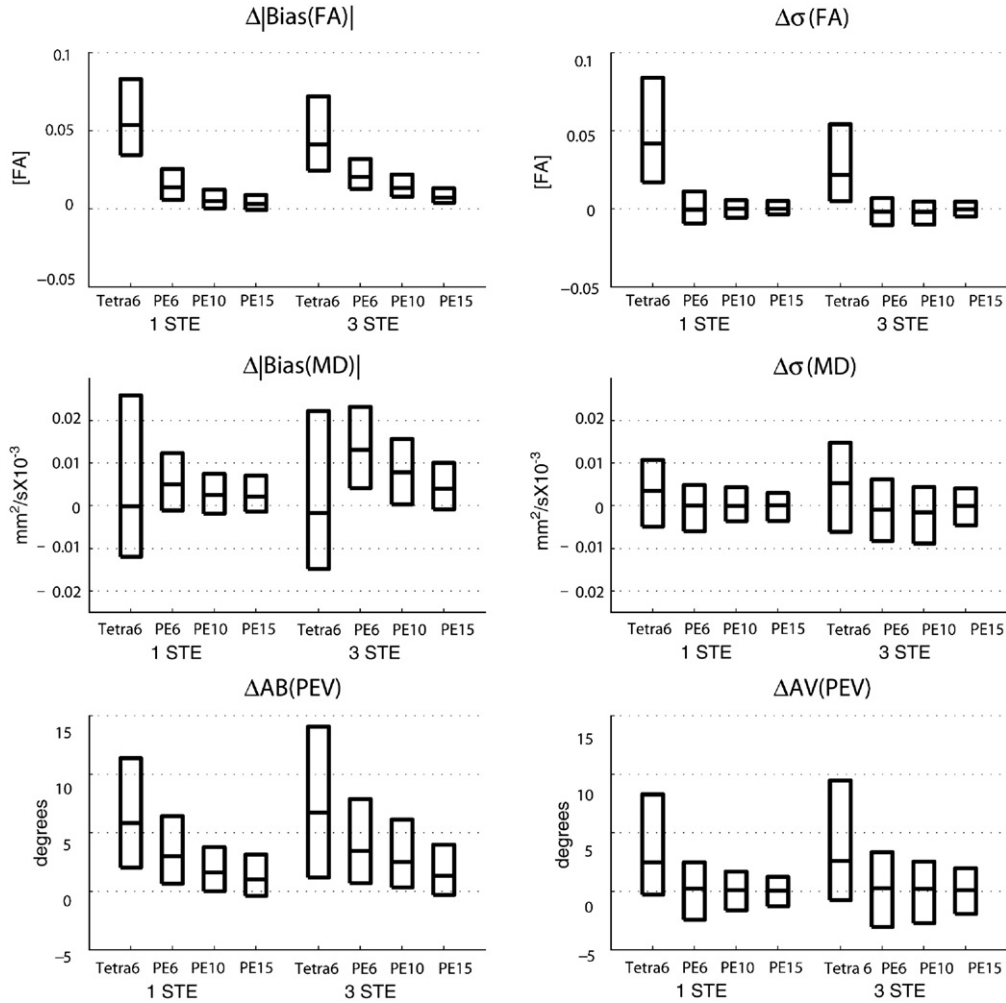 Δ|Bias(FA)|
0.1
0.05
0
−0.05
[FA]
Tetra6 PE6 PE10 PE15 Tetra6 PE6 PE10 PE15
1 STE 3 STE
Δσ(FA)
0.1
0.05
0
−0.05
[FA]
Tetra6 PE6 PE10 PE15 Tetra6 PE6 PE10 PE15
1 STE 3 STE
Δ|Bias(MD)|
0.02
0.01
0
− 0.01
− 0.02
mm²/sX10⁻³
Tetra6 PE6 PE10 PE15 Tetra6 PE6 PE10 PE15
1 STE 3 STE
Δσ(MD)
0.02
0.01
0
− 0.01
− 0.02
mm²/sX10⁻³
Tetra6 PE6 PE10 PE15 Tetra6 PE6 PE10 PE15
1 STE 3 STE
ΔAB(PEV)
15
10
5
0
−5
degrees
Tetra6 PE6 PE10 PE15 Tetra6 PE6 PE10 PE15
1 STE 3 STE
ΔAV(PEV)
15
10
5
0
−5
degrees
Tetra6 PE6 PE10 PE15 Tetra 6 PE6 PE10 PE15
1 STE 3 STE